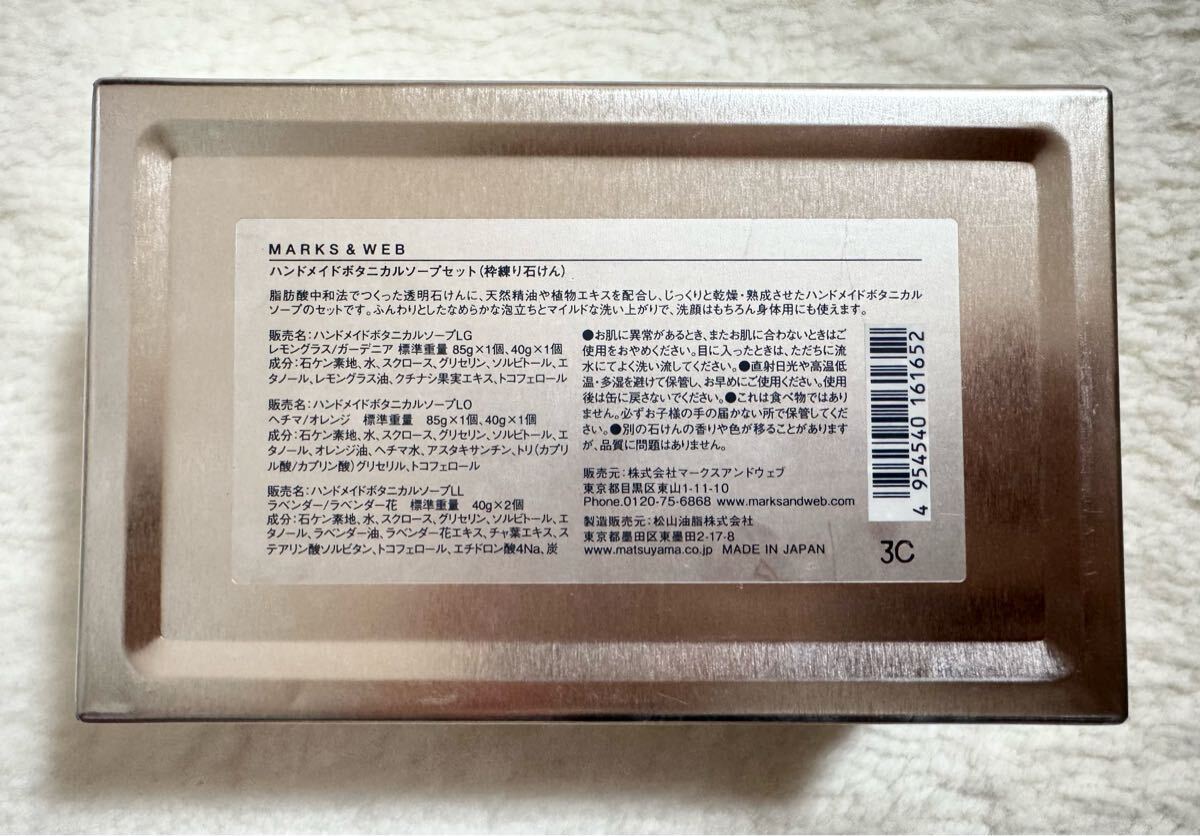 MARKS & WEB
ハンドメイドボタニカルソープセット(枠練り石けん)
脂肪酸中和法でつくった透明石けんに、天然精油や植物エキスを配合し、じっくりと乾燥・熟成させたハンドメイドボタニカル
ソープのセットです。ふんわりとしたなめらかな泡立ちとマイルドな洗い上がりで、洗顔はもちろん身体用にも使えます。
販売名:ハンドメイドボタニカルソープLG
レモングラス/ガーデニア 標準重量 85g×1個、40g×1個
成分:石ケン素地、水、スクロース、グリセリン、ソルビトール、エ
タノール、レモングラス油、クチナシ果実エキス、トコフェロール
販売名:ハンドメイドボタニカルソープLO
ヘチマ/オレンジ 標準重量 85g×1個、40g×1個
成分:石ケン素地、水、スクロース、グリセリン、ソルビトール、エ
タノール、オレンジ油、ヘチマ水、アスタキサンチン、トリ(カプリ
ル酸/カプリン酸)グリセリル、トコフェロール
販売名:ハンドメイドボタニカルソープLL
ラベンダー/ラベンダー花 標準重量 40g×2個
成分:石ケン素地、水、スクロース、グリセリン、ソルビトール、エ
タノール、ラベンダー油、ラベンダー花エキス、チャ葉エキス、ス
テアリン酸ソルビタン、トコフェロール、エチドロン酸4Na、炭
●お肌に異常があるとき、またお肌に合わないときはご
使用をおやめください。目に入ったときは、ただちに流
水にてよく洗い流してください。●直射日光や高温低
温・多湿を避けて保管し、お早めにご使用ください。使用
後は缶に戻さないでください。●これは食べ物ではあり
ません。必ずお子様の手の届かない所で保管してくだ
さい。●別の石けんの香りや色が移ることがあります
が、品質に問題はありません。
販売元:株式会社マークスアンドウェブ
東京都目黒区東山1-11-10
Phone.0120-75-6868 www.marksandweb.com
製造販売元:松山油脂株式会社
東京都墨田区東墨田2-17-8
www.matsuyama.co.jp MADE IN JAPAN
4 954540 161652
3C